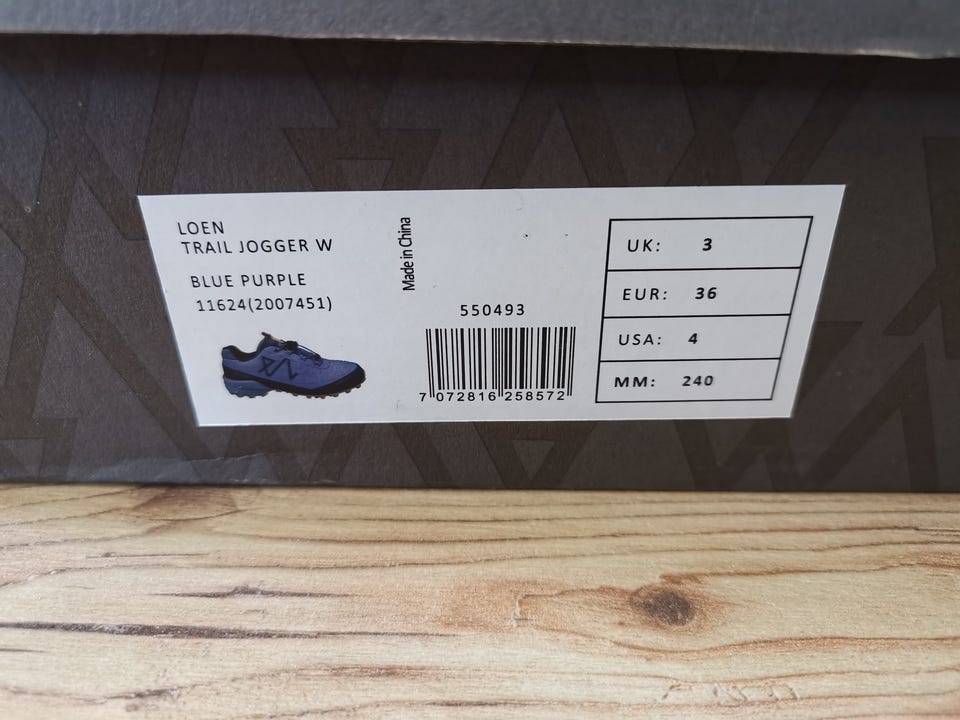 LOEN
TRAIL JOGGER W
BLUE PURPLE
11624(2007451)
Made in China
550493
7 072816 258572
UK: 3
EUR: 36
USA: 4
MM: 240